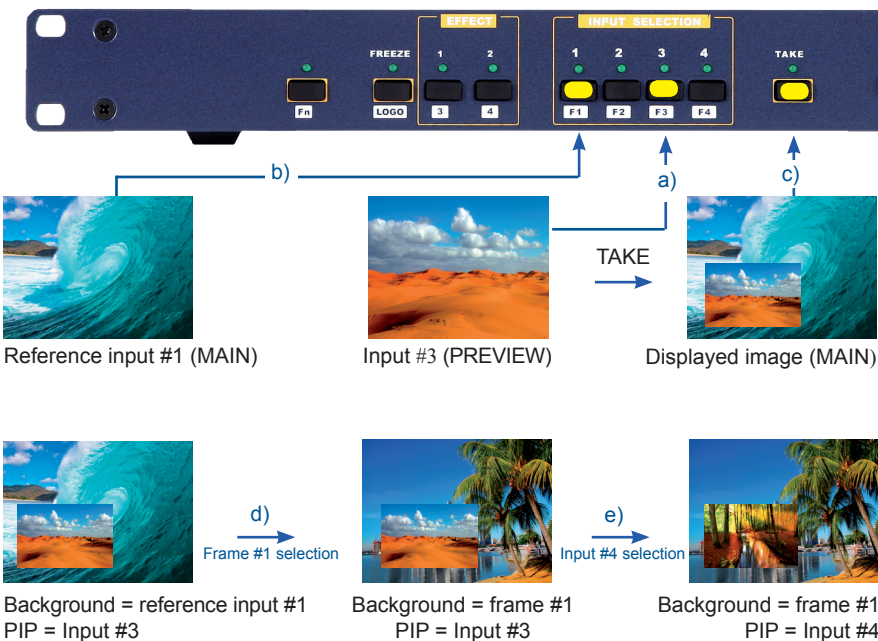 EFFECT
INPUT SELECTION
FREEZE 1 2 1 2 3 4 TAKE
Fn LOGO 3 4 F1 F2 F3 F4
b) a) c)
TAKE
Reference input #1 (MAIN)
Input #3 (PREVIEW)
Displayed image (MAIN)
d)
Frame #1 selection
e)
Input #4 selection
Background = reference input #1
PIP = Input #3
Background = frame #1
PIP = Input #3
Background = frame #1
PIP = Input #4